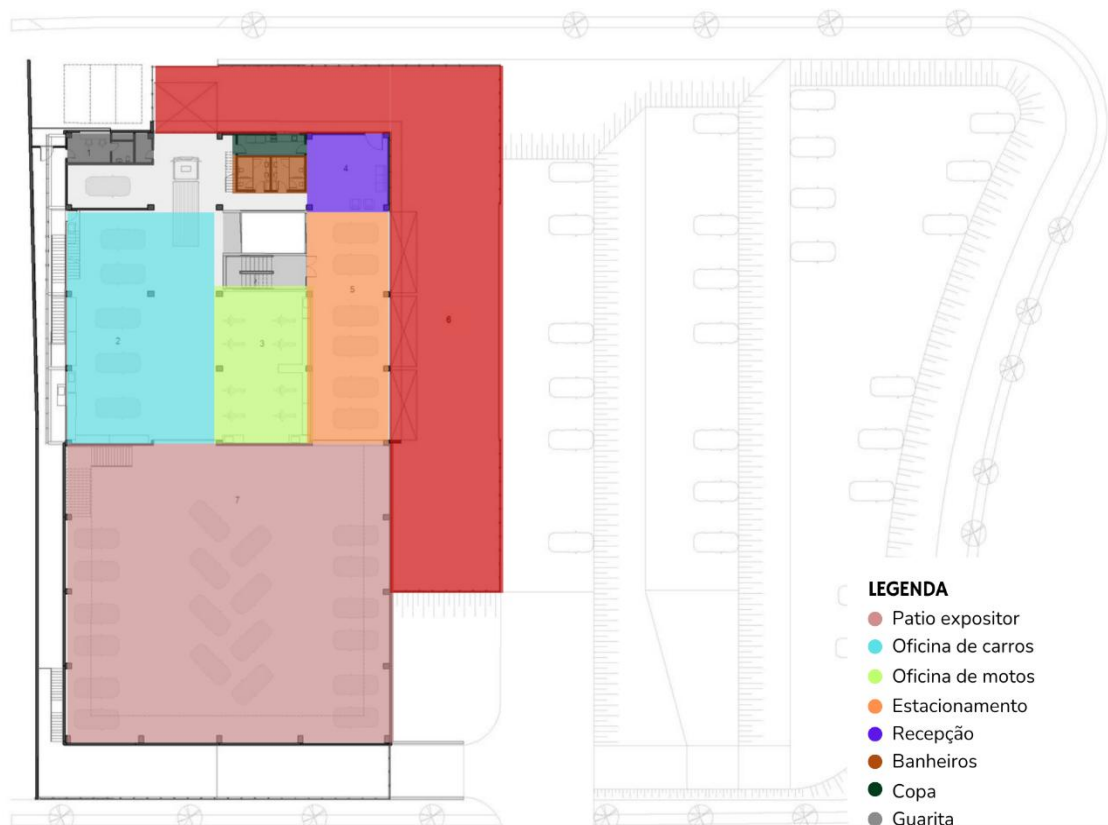 1
4
5
2
3
6
7
LEGENDA
Patio expositor
Oficina de carros
Oficina de motos
Estacionamento
Recepção
Banheiros
Copa
Guarita